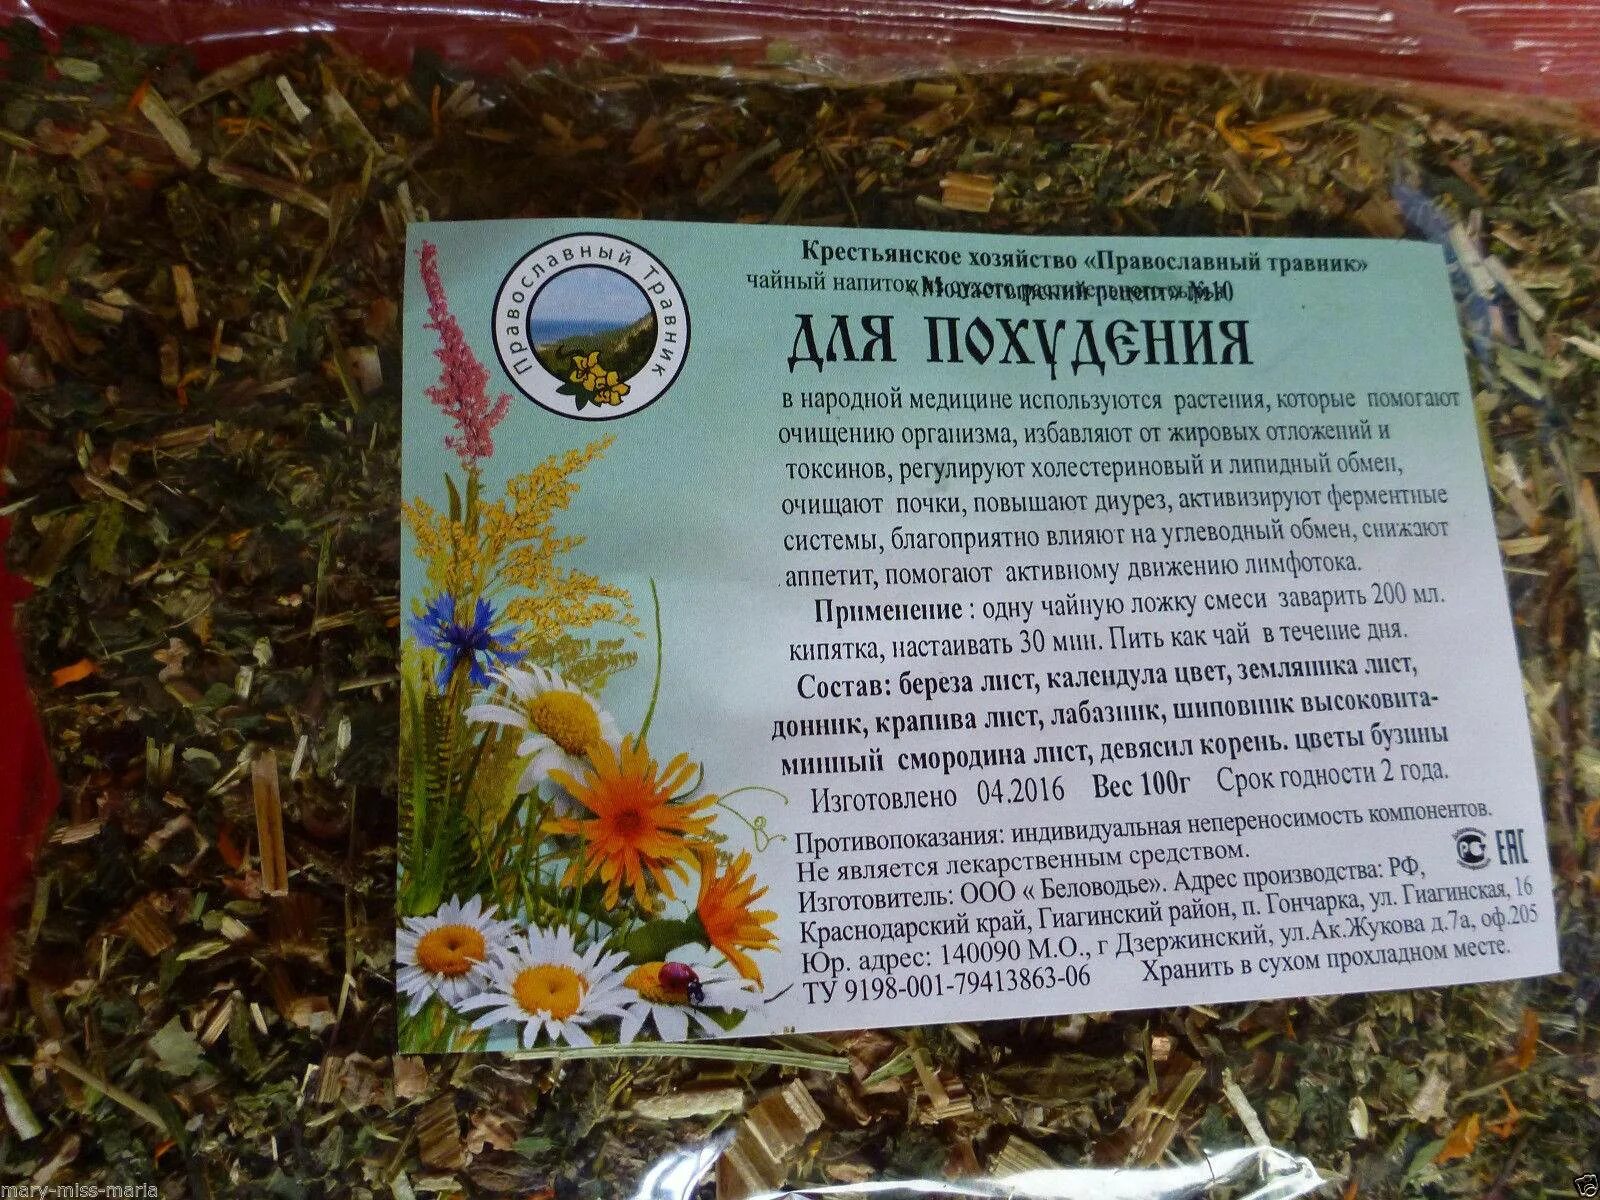 Православный Травник
Крестьянское хозяйство «Православный травник»
чайный напиток
«Монастырский рецепт» №10
ДЛЯ ПОХУДЕНИЯ
в народной медицине используются растения, которые помогают
очищению организма, избавляют от жировых отложений и
токсинов, регулируют холестериновый и липидный обмен,
очищают почки, повышают диурез, активизируют ферментные
системы, благоприятно влияют на углеводный обмен, снижают
аппетит, помогают активному движению лимфотока.
Применение : одну чайную ложку смеси заварить 200 мл.
кипятка, настаивать 30 мин. Пить как чай в течение дня.
Состав: береза лист, календула цвет, земляника лист,
донник, крапива лист, лабазник, шиповник высоковита-
минный смородина лист, девясил корень. цветы бузины
Изготовлено 04.2016 Вес 100г Срок годности 2 года.
Противопоказания: индивидуальная непереносимость компонентов.
Не является лекарственным средством.
Изготовитель: ООО « Беловодье». Адрес производства: РФ,
Краснодарский край, Гиагинский район, п. Гончарка, ул. Гиагинская, 16
Юр. адрес: 140090 М.О., г Дзержинский, ул.Ак.Жукова д.7а, оф.205
ТУ 9198-001-79413863-06 Хранить в сухом прохладном месте.
РС ЕАС
mary-miss-maria